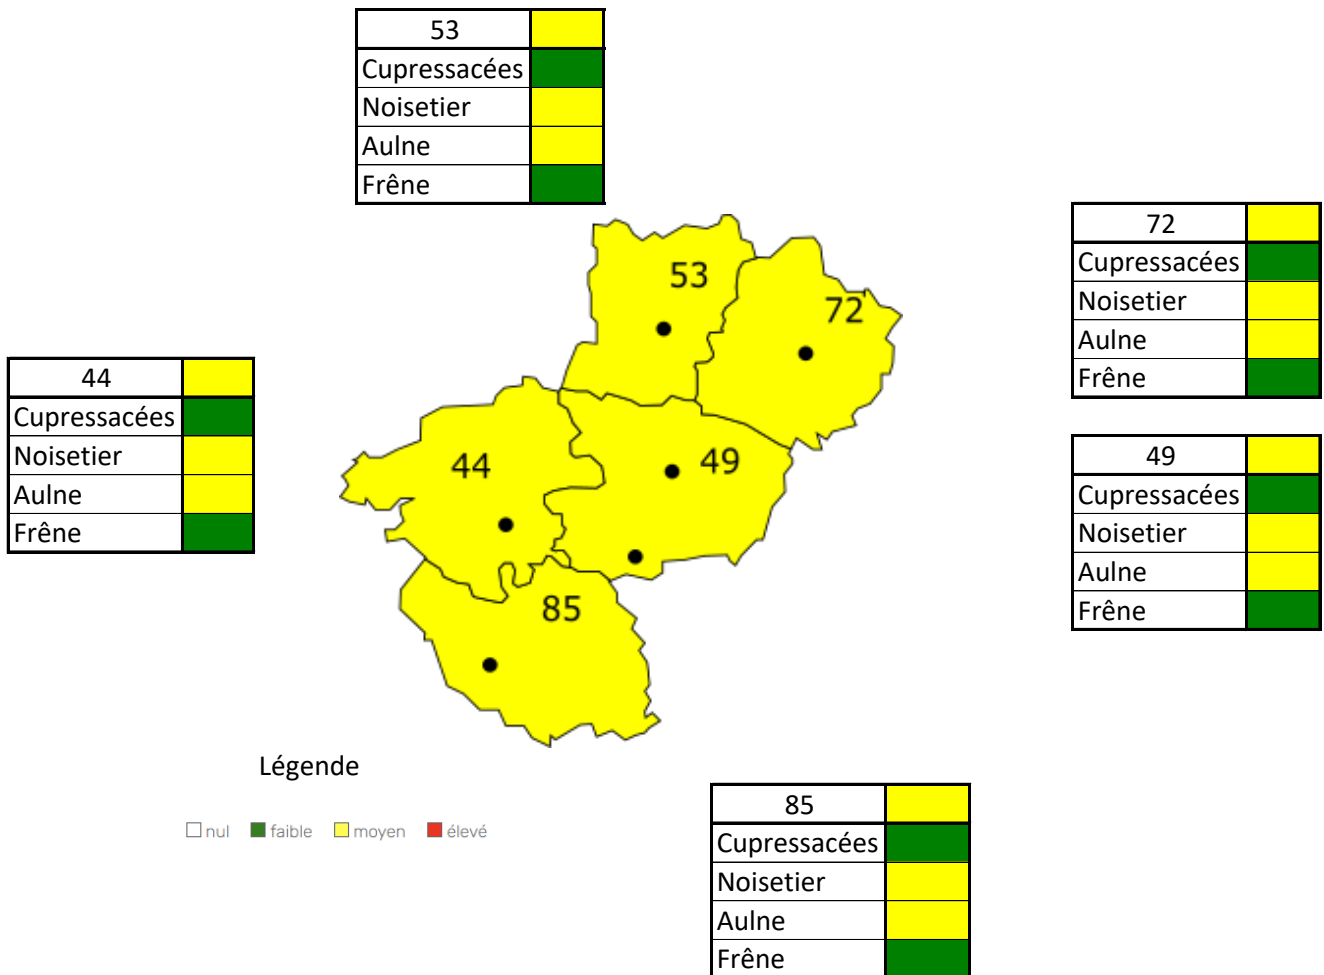 53
Cupressacées
Noisetier
Aulne
Frêne
72
Cupressacées
Noisetier
Aulne
Frêne
53
72
44
Cupressacées
Noisetier
Aulne
Frêne
44
49
49
Cupressacées
Noisetier
Aulne
Frêne
85
Légende
nul faible moyen élevé
85
Cupressacées
Noisetier
Aulne
Frêne